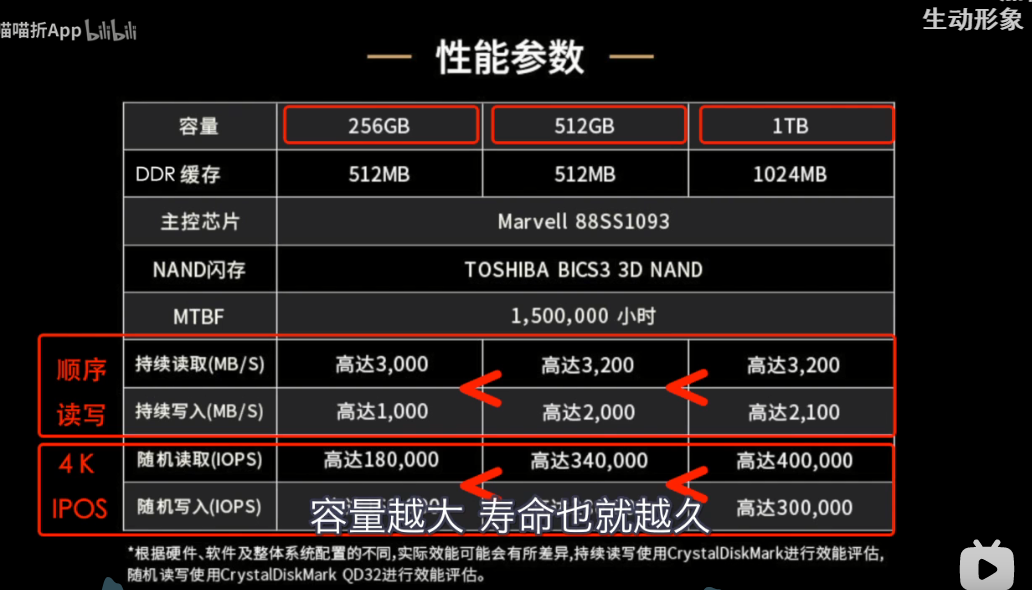 喵喵折App bilibili
生动形象
性能参数
容量 256GB 512GB 1TB
DDR 缓存 512MB 512MB 1024MB
主控芯片 Marvell 88SS1093
NAND闪存 TOSHIBA BICS3 3D NAND
MTBF 1,500,000 小时
顺序
读写
持续读取(MB/S) 高达3,000 高达3,200 高达3,200
持续写入(MB/S) 高达1,000 高达2,000 高达2,100
4K
IPOS
随机读取(IOPS) 高达180,000 高达340,000 高达400,000
随机写入(IOPS) 高达300,000
容量越大 寿命也就越久
*根据硬件、软件及整体系统配置的不同,实际效能可能会有所差异,持续读写使用CrystalDiskMark进行效能评估,
随机读写使用CrystalDiskMark QD32进行效能评估。